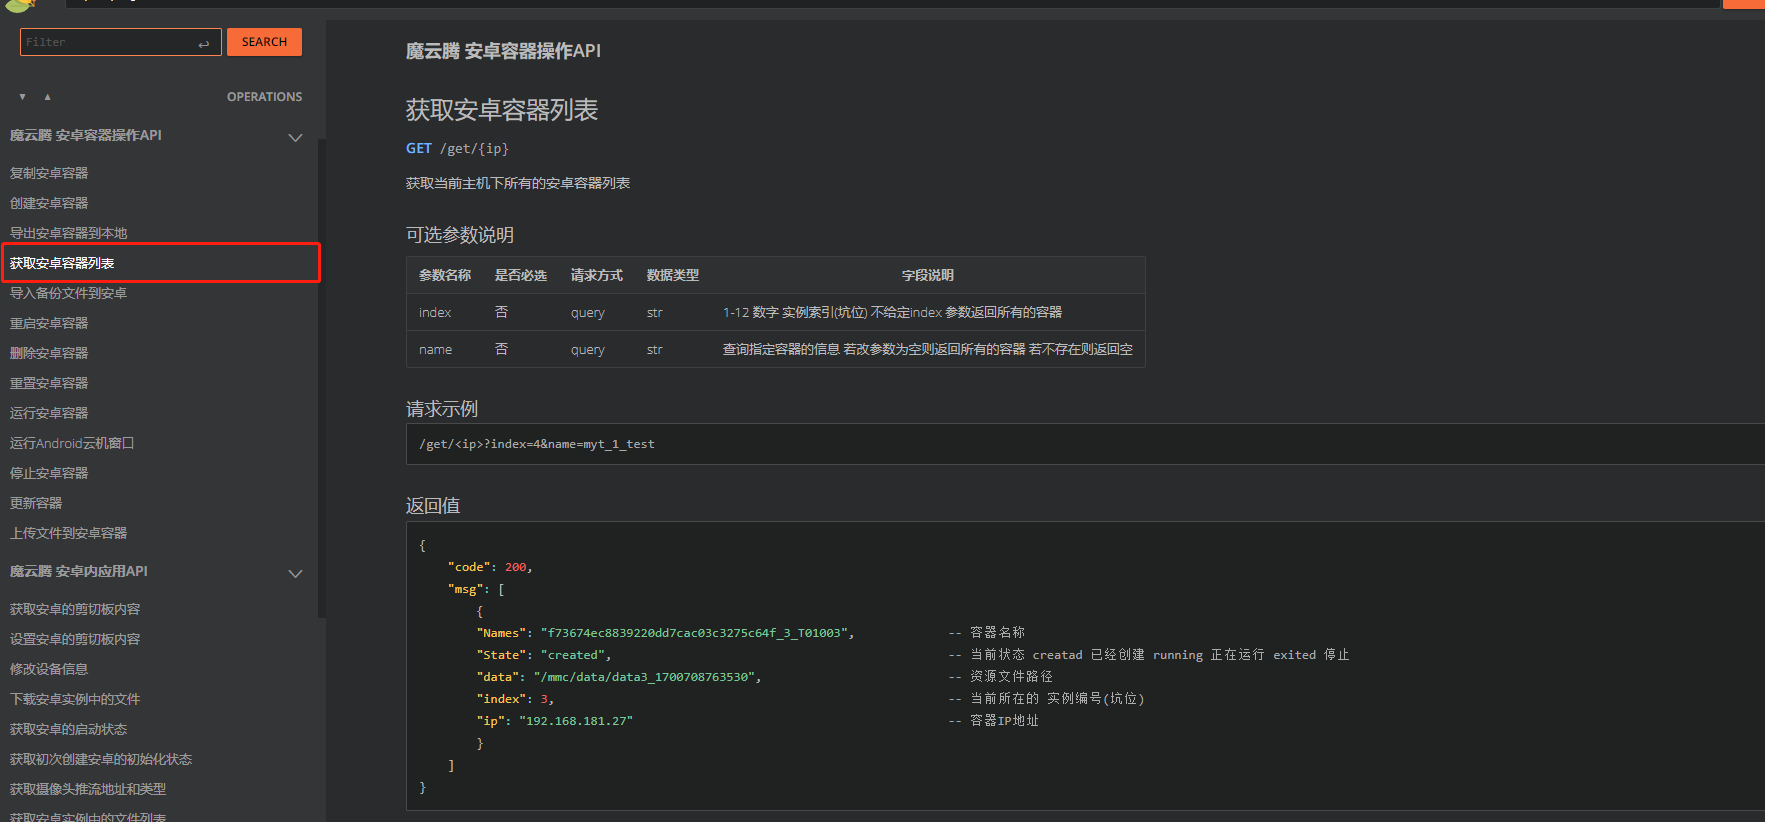 Filter
SEARCH
OPERATIONS
魔云腾 安卓容器操作API
复制安卓容器
创建安卓容器
导出安卓容器到本地
获取安卓容器列表
导入备份文件到安卓
重启安卓容器
删除安卓容器
重置安卓容器
运行安卓容器
运行Android云机窗口
停止安卓容器
更新容器
上传文件到安卓容器
魔云腾 安卓内应用API
获取安卓的剪切板内容
设置安卓的剪切板内容
修改设备信息
下载安卓实例中的文件
获取安卓的启动状态
获取初次创建安卓的初始化状态
获取摄像头推流地址和类型
获取安卓实例中的文件列表
魔云腾 安卓容器操作API
获取安卓容器列表
GET /get/{ip}
获取当前主机下所有的安卓容器列表
可选参数说明
参数名称 是否必选 请求方式 数据类型 字段说明
index 否 query str 1-12 数字 实例索引(坑位) 不给定index 参数返回所有的容器
name 否 query str 查询指定容器的信息 若改参数为空则返回所有的容器 若不存在则返回空
请求示例
/get/<ip>?index=4&name=myt_1_test
返回值
{
"code": 200,
"msg": [
{
"Names": "f73674ec8839220dd7cac03c3275c64f_3_T01003", -- 容器名称
"State": "created", -- 当前状态 creatad 已经创建 running 正在运行 exited 停止
"data": "/mmc/data/data3_1700708763530", -- 资源文件路径
"index": 3, -- 当前所在的 实例编号(坑位)
"ip": "192.168.181.27" -- 容器IP地址
}
]
}